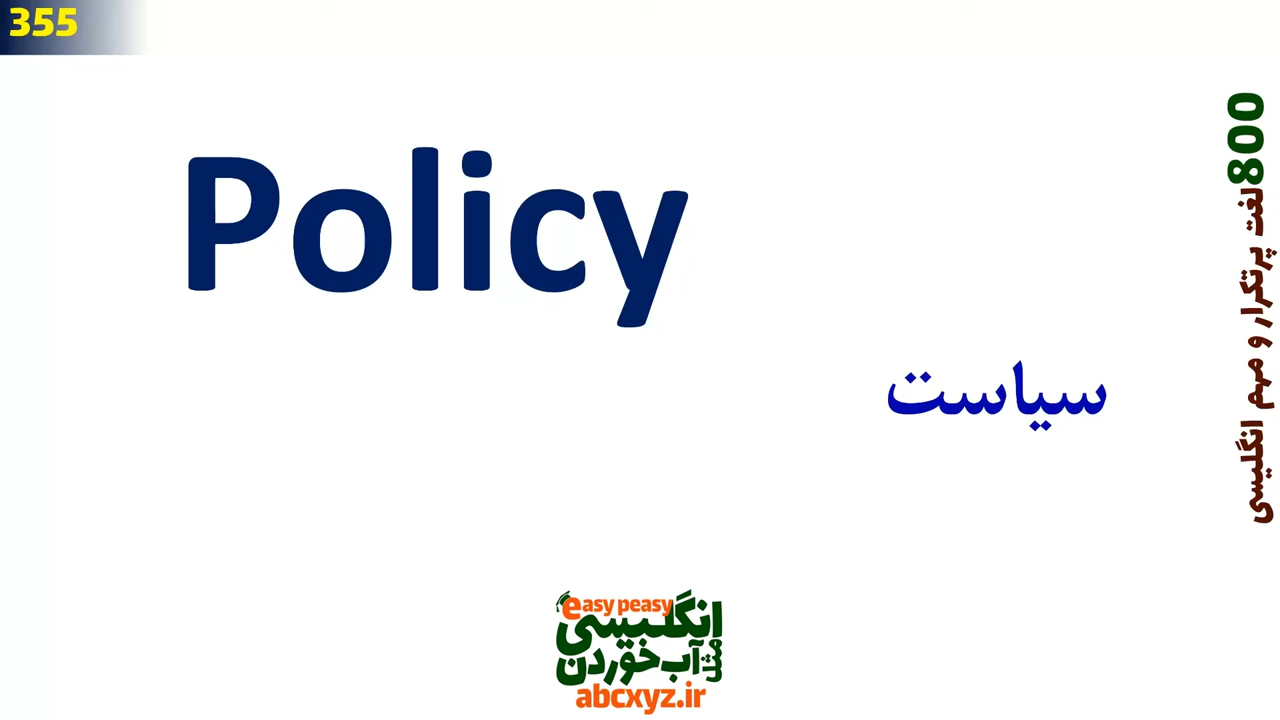 355
Policy
سیاست
800 لغت پرتکرار و مهم انگلیسی
easy peasy
انگلیسی
مثل آب خوردن
abcxyz.ir